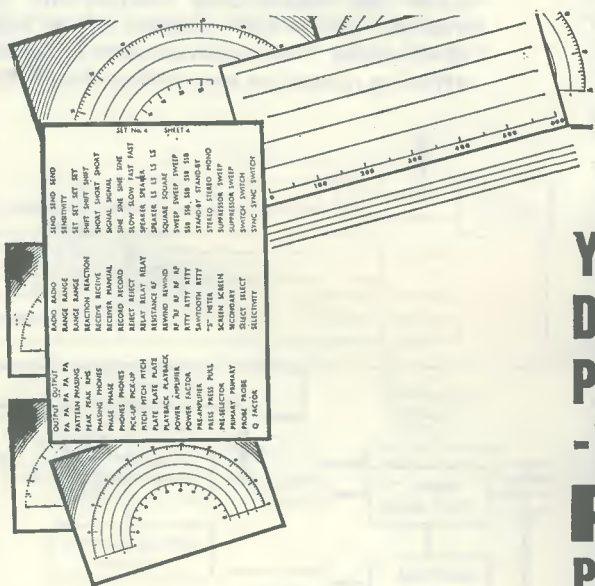 SET No. 4 SHEET 4
OUTPUT OUTPUT
PA PA PA PA PA
PATTERN PHASING
PEAK PEAK RMS
PHASING PHONES
PHASE PHASE
PHONES PHONES
PICK-UP PICK-UP
PITCH PITCH PITCH
PLATE PLATE PLATE
PLAYBACK PLAYBACK
POWER AMPLIFIER
POWER FACTOR
PRE-AMPLIFIER
PRESS PRESS PULL
PRE-SELECTOR
PRIMARY PRIMARY
PROBE PROBE
Q FACTOR
RADIO RADIO
RANGE RANGE
RANGE RANGE
REACTION REACTION
RECEIVE RECEIVE
RECEIVER MANUAL
RECORD RECORD
REJECT REJECT
RELAY RELAY RELAY
RESISTANCE RF
REWIND REWIND
RF RF RF RF RF
RTTY RTTY RTTY
SAWTOOTH RTTY
"S" METER
SCREEN SCREEN
SECONDARY
SELECT SELECT
SELECTIVITY
SEND SEND SEND
SENSITIVITY
SET SET SET SET
SHIFT SHIFT SHIFT
SHORT SHORT SHORT
SIGNAL SIGNAL
SINE SINE SINE SINE
SLOW SLOW FAST FAST
SPEAKER SPEAKER
SPEAKER LS LS LS
SQUARE SQUARE
SWEEP SWEEP SWEEP
SSB SSB SSB SSB
STAND-BY STAND-BY
STEREO STEREO MONO
SUPPRESSOR SWEEP
SUPPRESSOR SWEEP
SWITCH SWITCH
SYNC SYNC SWITCH
0 100 200 300 400 500 600
Y
D
P
-
P